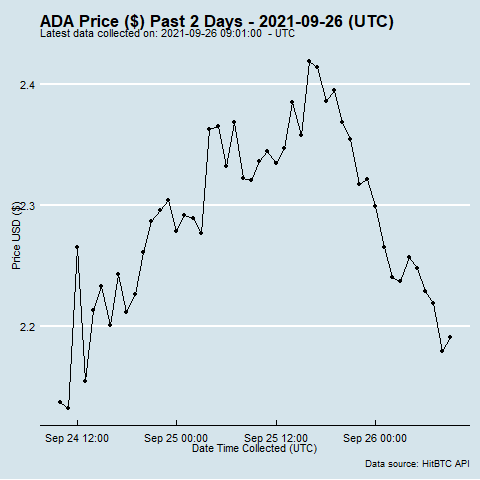 ADA Price ($) Past 2 Days - 2021-09-26 (UTC)
Latest data collected on: 2021-09-26 09:01:00 - UTC
2.4
2.3
2.2
Price USD ($)
Sep 24 12:00
Sep 25 00:00
Sep 25 12:00
Sep 26 00:00
Date Time Collected (UTC)
Data source: HitBTC API